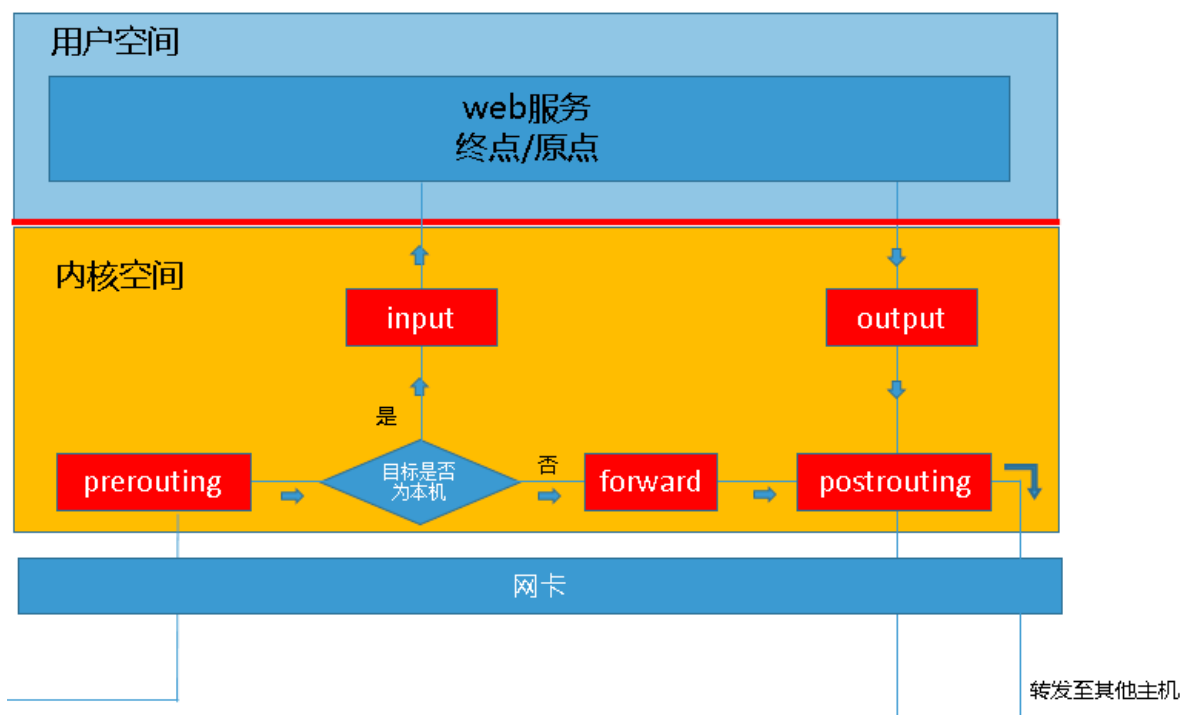 用户空间
web服务
终点/原点
内核空间
input
output
是
prerouting
目标是否
为本机
否
forward
postrouting
网卡
转发至其他主机